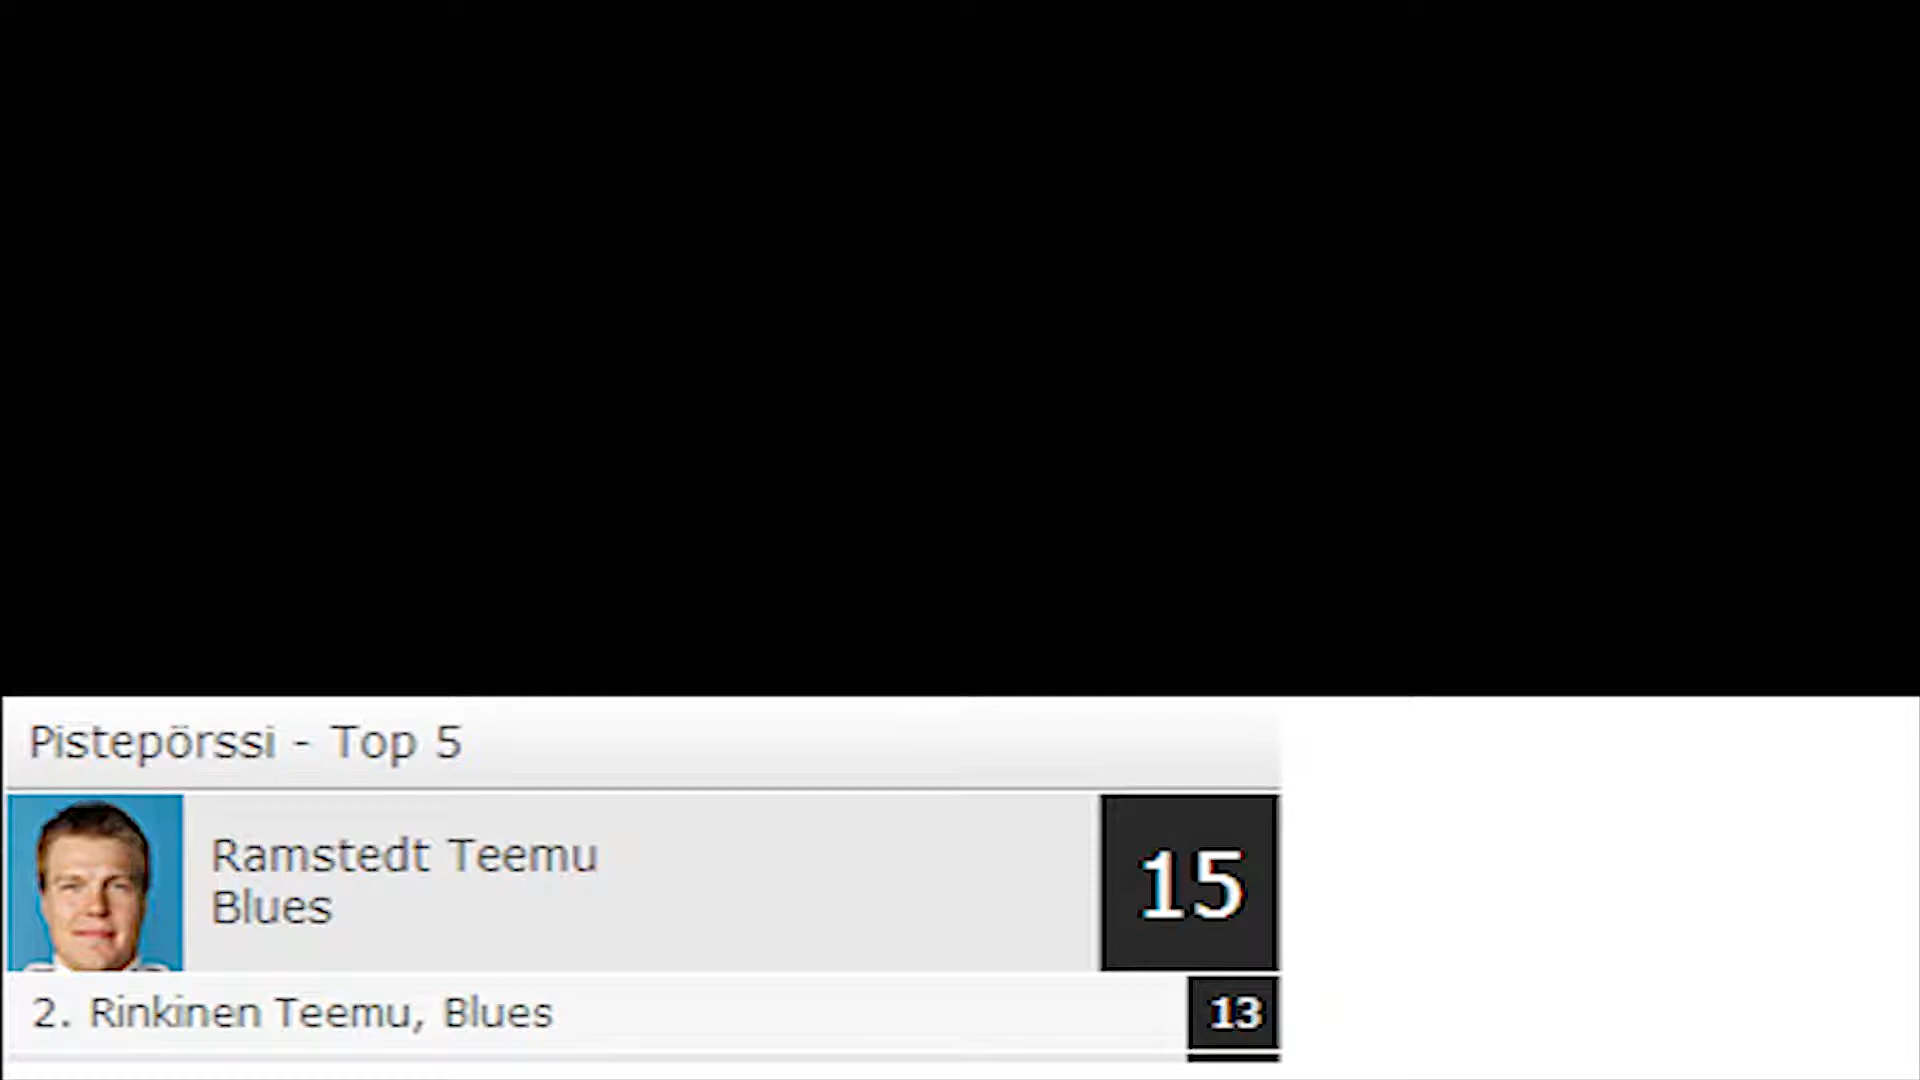 Pistepörssi - Top 5
Ramstedt Teemu
Blues
15
2. Rinkinen Teemu, Blues
13